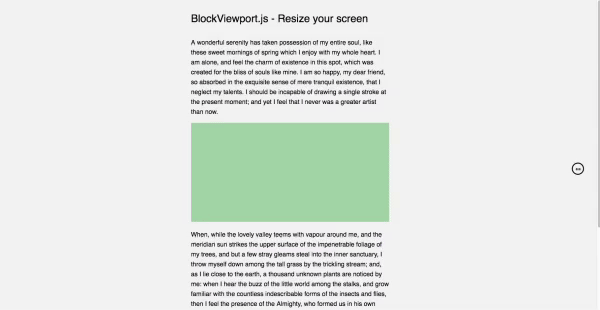 BlockViewport.js - Resize your screen
A wonderful serenity has taken possession of my entire soul, like
these sweet mornings of spring which I enjoy with my whole heart. I
am alone, and feel the charm of existence in this spot, which was
created for the bliss of souls like mine. I am so happy, my dear friend,
so absorbed in the exquisite sense of mere tranquil existence, that I
neglect my talents. I should be incapable of drawing a single stroke at
the present moment; and yet I feel that I never was a greater artist
than now.
When, while the lovely valley teems with vapour around me, and the
meridian sun strikes the upper surface of the impenetrable foliage of
my trees, and but a few stray gleams steal into the inner sanctuary, I
throw myself down among the tall grass by the trickling stream; and,
as I lie close to the earth, a thousand unknown plants are noticed by
me: when I hear the buzz of the little world among the stalks, and grow
familiar with the countless indescribable forms of the insects and flies,
then I feel the presence of the Almighty, who formed us in his own